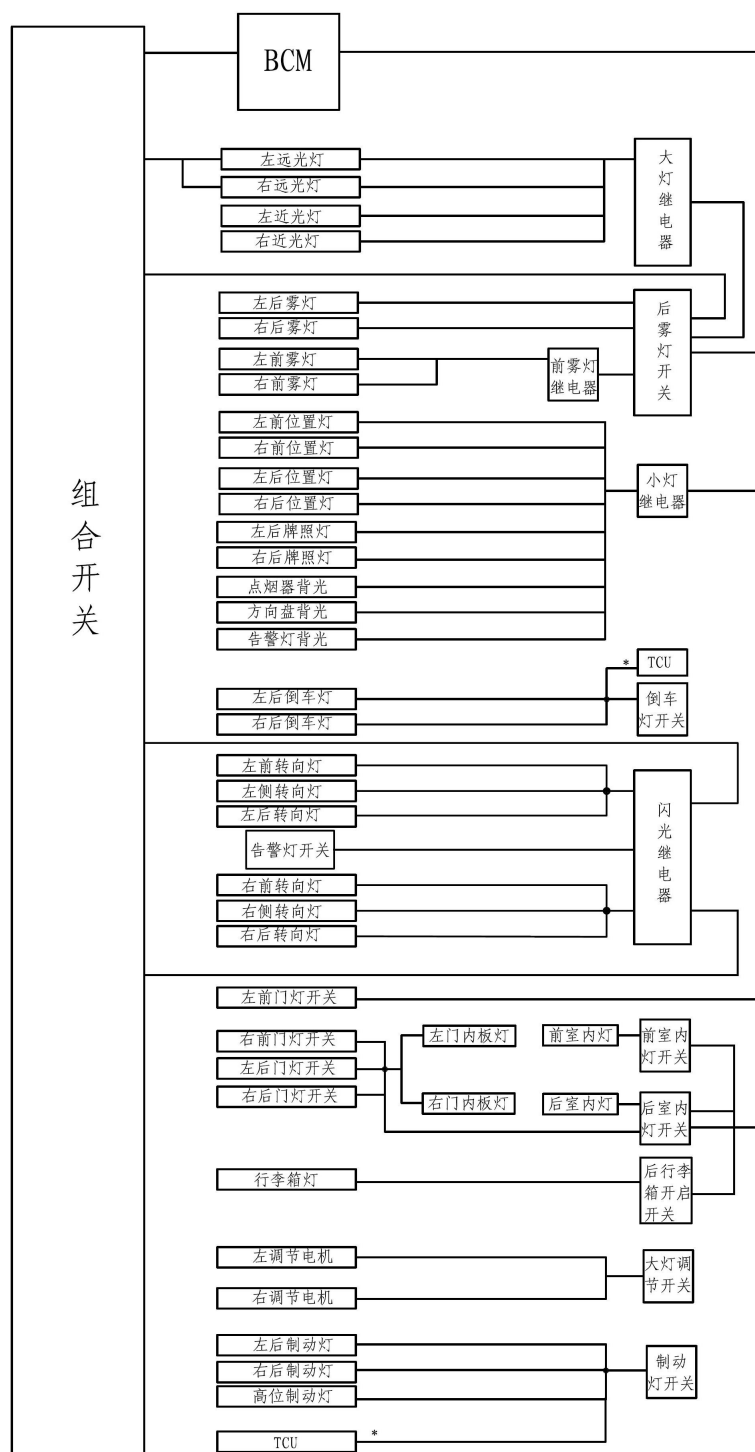 BCM
左远光灯
右远光灯
左近光灯
右近光灯
大
灯
继
电
器
左后雾灯
右后雾灯
左前雾灯
右前雾灯
前雾灯
继电器
后
雾
灯
开
关
左前位置灯
右前位置灯
左后位置灯
右后位置灯
左后牌照灯
右后牌照灯
点烟器背光
方向盘背光
告警灯背光
小灯
继电器
组
合
开
关
*
TCU
左后倒车灯
右后倒车灯
倒车
灯开关
左前转向灯
左侧转向灯
左后转向灯
告警灯开关
右前转向灯
右侧转向灯
右后转向灯
闪
光
继
电
器
左前门灯开关
右前门灯开关
左后门灯开关
右后门灯开关
左门内板灯
右门内板灯
前室内灯
后室内灯
前室内
灯开关
后室内
灯开关
行李箱灯
后行李
箱开启
开关
左调节电机
右调节电机
大灯调
节开关
左后制动灯
右后制动灯
高位制动灯
制动
灯开关
TCU
*